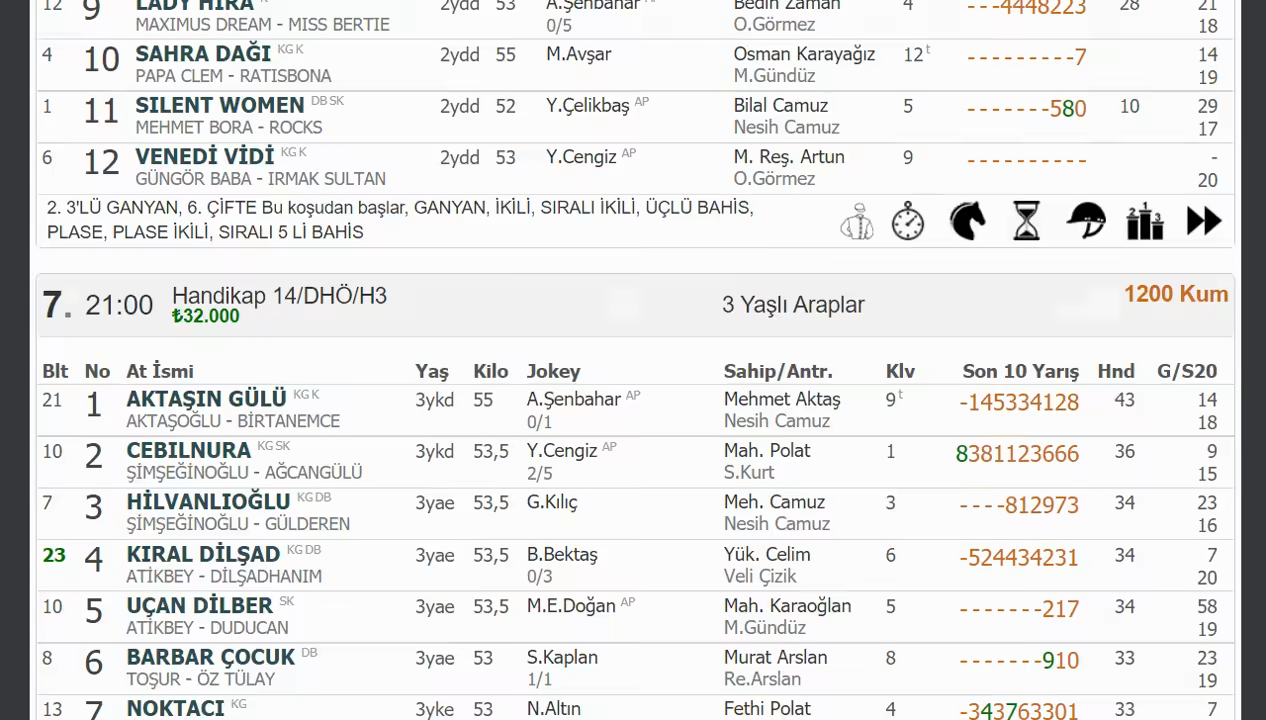 12 9 LADY HIRA K 2ydd 53 A.Şenbahar AP Bedih Zaman 4 ---4448223 28 21
MAXIMUS DREAM - MISS BERTIE 0/5 O.Görmez 18
4 10 SAHRA DAĞI KG K 2ydd 55 M.Avşar Osman Karayağız 12 t ---------7 14
PAPA CLEM - RATISBONA M.Gündüz 19
1 11 SILENT WOMEN DB SK 2ydd 52 Y.Çelikbaş AP Bilal Camuz 5 -------580 10 29
MEHMET BORA - ROCKS Nesih Camuz 17
6 12 VENEDİ VİDİ KG K 2ydd 53 Y.Cengiz AP M. Reş. Artun 9 ---------- -
GÜNGÖR BABA - IRMAK SULTAN O.Görmez 20
2. 3'LÜ GANYAN, 6. ÇİFTE Bu koşudan başlar, GANYAN, İKİLİ, SIRALI İKİLİ, ÜÇLÜ BAHİS,
PLASE, PLASE İKİLİ, SIRALI 5 Lİ BAHİS
2 1 3
7. 21:00 Handikap 14/DHÖ/H3 3 Yaşlı Araplar 1200 Kum
₺32.000
Blt No At İsmi Yaş Kilo Jokey Sahip/Antr. Klv Son 10 Yarış Hnd G/S20
21 1 AKTAŞIN GÜLÜ KG K 3ykd 55 A.Şenbahar AP Mehmet Aktaş 9 t -145334128 43 14
AKTAŞOĞLU - BİRTANEMCE 0/1 Nesih Camuz 18
10 2 CEBILNURA KG SK 3ykd 53,5 Y.Cengiz AP Mah. Polat 1 8381123666 36 9
ŞİMŞEĞİNOĞLU - AĞCANGÜLÜ 2/5 S.Kurt 15
7 3 HİLVANLIOĞLU KG DB 3yae 53,5 G.Kılıç Meh. Camuz 3 ----812973 34 23
ŞİMŞEĞİNOĞLU - GÜLDEREN Nesih Camuz 16
23 4 KIRAL DİLŞAD KG DB 3yae 53,5 B.Bektaş Yük. Celim 6 -524434231 34 7
ATİKBEY - DİLŞADHANIM 0/3 Veli Çizik 20
10 5 UÇAN DİLBER SK 3yae 53,5 M.E.Doğan AP Mah. Karaoğlan 5 -------217 34 58
ATİKBEY - DUDUCAN M.Gündüz 19
8 6 BARBAR ÇOCUK DB 3yae 53 S.Kaplan Murat Arslan 8 -------910 33 23
TOŞUR - ÖZ TÜLAY 1/1 Re.Arslan 19
13 7 NOKTACI KG 3yke 53 N.Altın Fethi Polat 4 -343763301 33 7